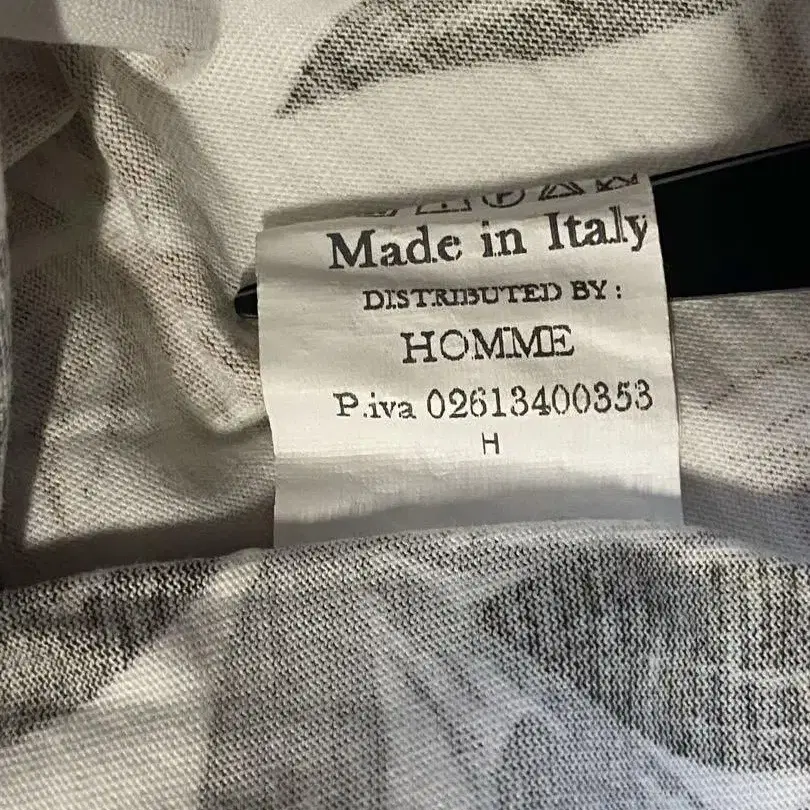 Made in Italy
DISTRIBUTED BY:
HOMME
P.iva 02613400353
H